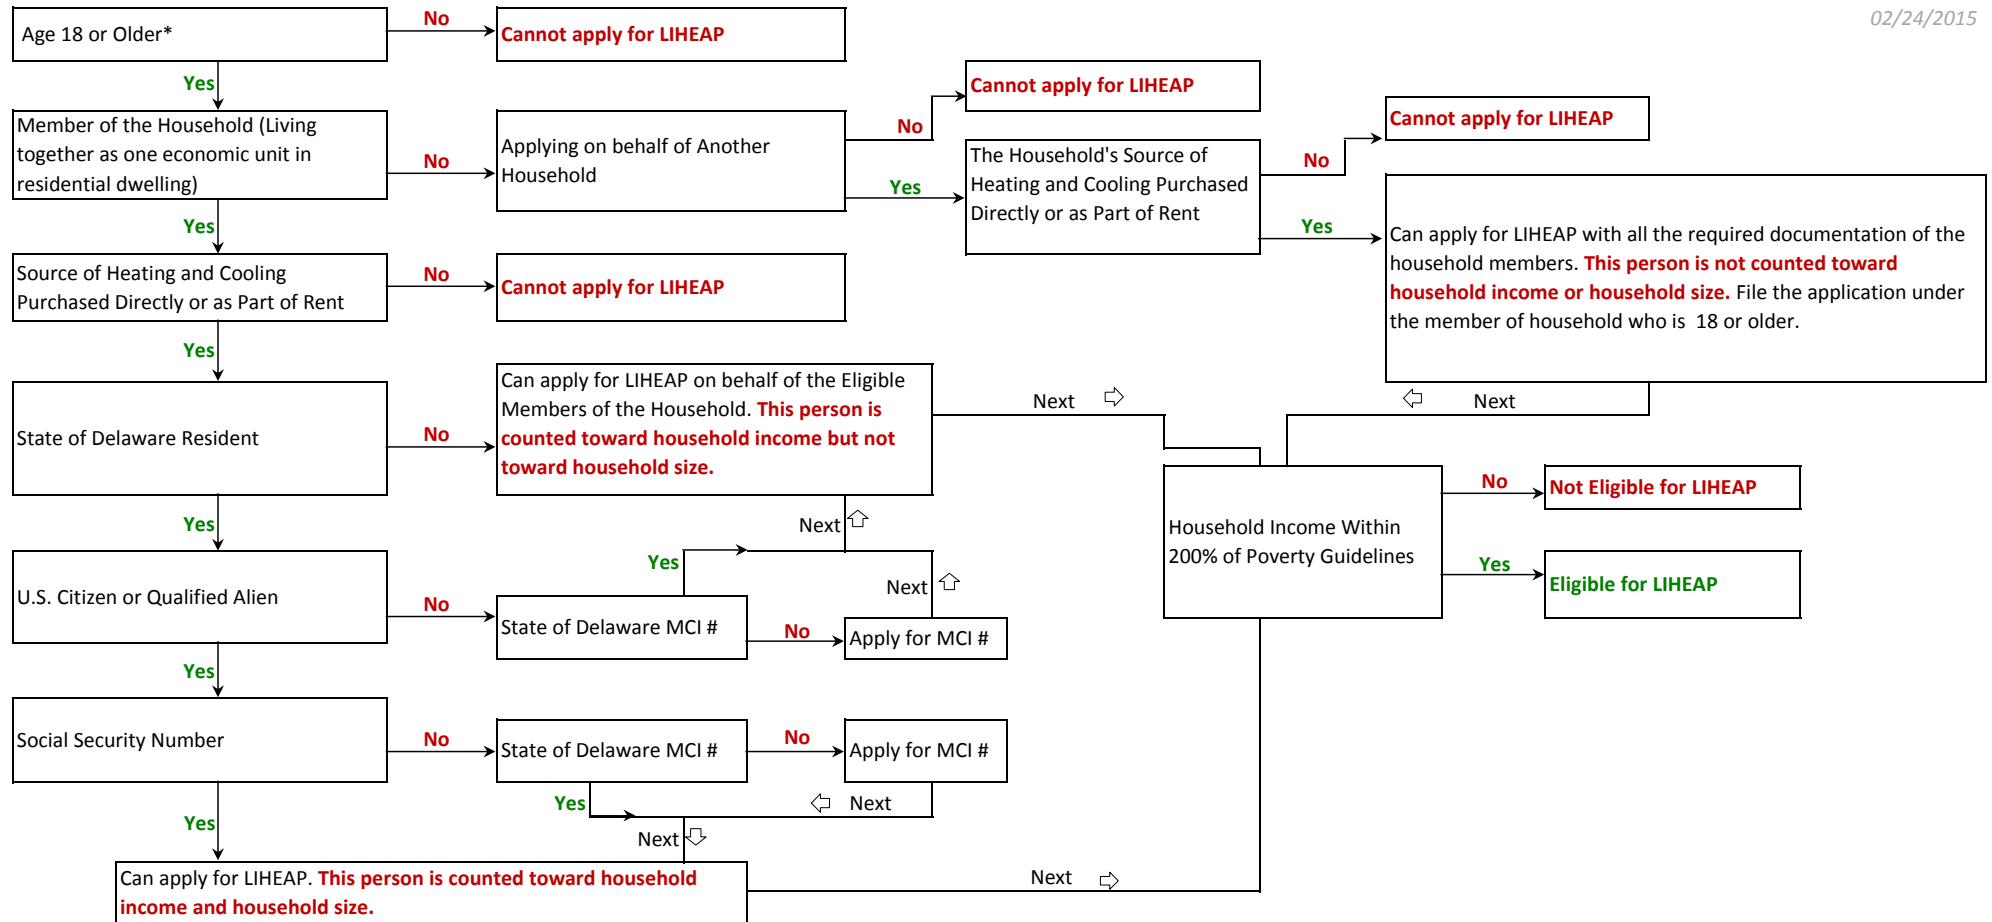 02/24/2015
Age 18 or Older*
No
Cannot apply for LIHEAP
Yes
Member of the Household (Living
together as one economic unit in
residential dwelling)
No
Applying on behalf of Another
Household
No
Cannot apply for LIHEAP
Yes
The Household's Source of
Heating and Cooling Purchased
Directly or as Part of Rent
No
Cannot apply for LIHEAP
Yes
Can apply for LIHEAP with all the required documentation of the
household members. This person is not counted toward
household income or household size. File the application under
the member of household who is 18 or older.
Next
Yes
Source of Heating and Cooling
Purchased Directly or as Part of Rent
No
Cannot apply for LIHEAP
Yes
State of Delaware Resident
No
Can apply for LIHEAP on behalf of the Eligible
Members of the Household. This person is
counted toward household income but not
toward household size.
Next
Household Income Within
200% of Poverty Guidelines
No
Not Eligible for LIHEAP
Yes
Eligible for LIHEAP
Yes
U.S. Citizen or Qualified Alien
No
State of Delaware MCI #
Yes
Next
No
Apply for MCI #
Next
Yes
Social Security Number
No
State of Delaware MCI #
No
Apply for MCI #
Yes
Next
Next
Yes
Can apply for LIHEAP. This person is counted toward household
income and household size.
Next